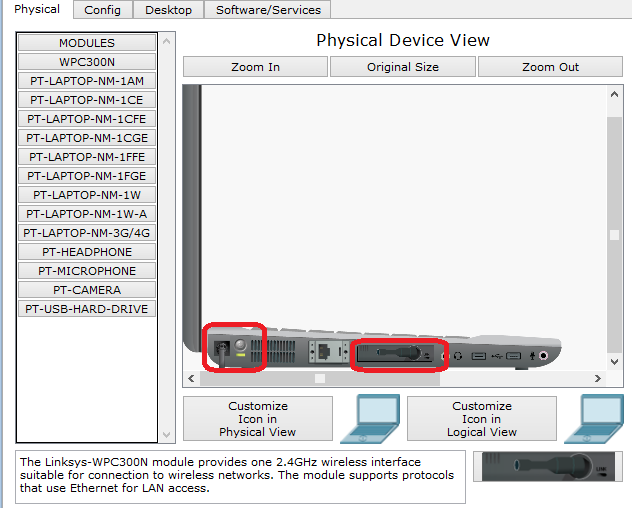 Physical Config Desktop Software/Services
MODULES
WPC300N
PT-LAPTOP-NM-1AM
PT-LAPTOP-NM-1CE
PT-LAPTOP-NM-1CFE
PT-LAPTOP-NM-1CGE
PT-LAPTOP-NM-1FFE
PT-LAPTOP-NM-1FGE
PT-LAPTOP-NM-1W
PT-LAPTOP-NM-1W-A
PT-LAPTOP-NM-3G/4G
PT-HEADPHONE
PT-MICROPHONE
PT-CAMERA
PT-USB-HARD-DRIVE
Physical Device View
Zoom In Original Size Zoom Out
Customize
Icon in
Physical View
Customize
Icon in
Logical View
The Linksys-WPC300N module provides one 2.4GHz wireless interface
suitable for connection to wireless networks. The module supports protocols
that use Ethernet for LAN access.
LINK